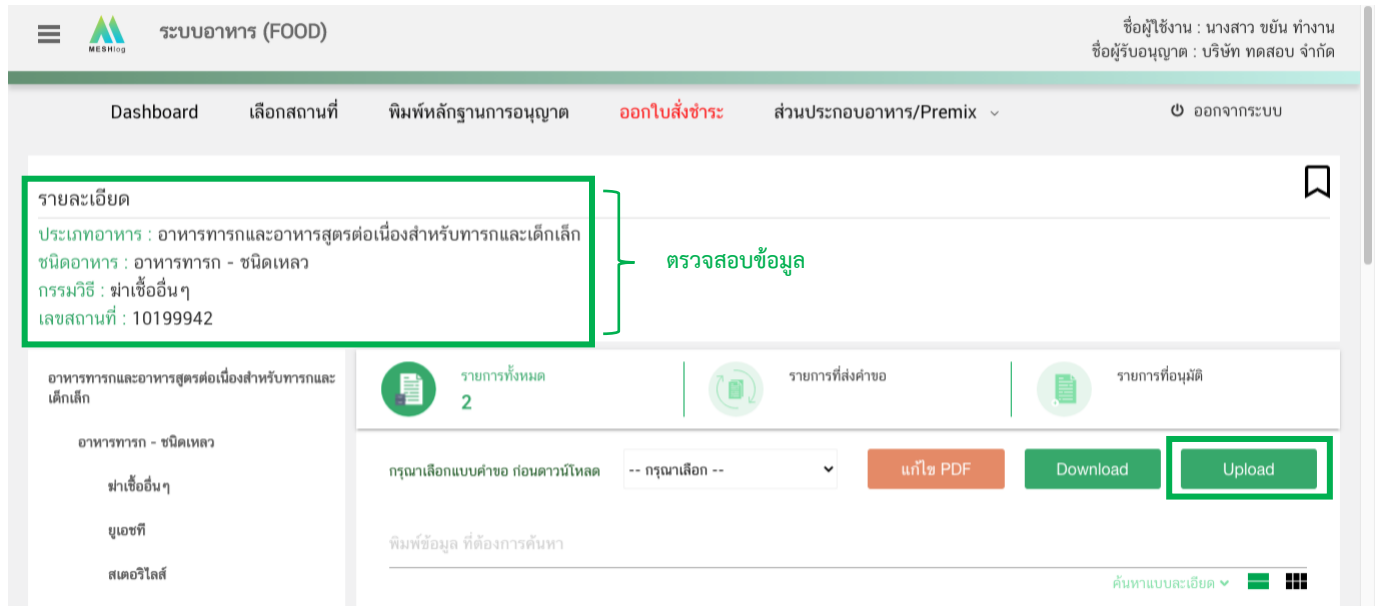 MESHlog
ระบบอาหาร (FOOD)
ชื่อผู้ใช้งาน : นางสาว ขยัน ทำงาน
ชื่อผู้รับอนุญาต : บริษัท ทดสอบ จำกัด
Dashboard เลือกสถานที่ พิมพ์หลักฐานการอนุญาต ออกใบสั่งชำระ ส่วนประกอบอาหาร/Premix ออกจากระบบ
รายละเอียด
ประเภทอาหาร : อาหารทารกและอาหารสูตรต่อเนื่องสำหรับทารกและเด็กเล็ก
ชนิดอาหาร : อาหารทารก - ชนิดเหลว
กรรมวิธี : ฆ่าเชื้ออื่นๆ
เลขสถานที่ : 10199942
ตรวจสอบข้อมูล
อาหารทารกและอาหารสูตรต่อเนื่องสำหรับทารกและ
เด็กเล็ก
อาหารทารก - ชนิดเหลว
ฆ่าเชื้ออื่นๆ
ยูเอชที
สเตอริไลส์
รายการทั้งหมด
2
รายการที่ส่งคำขอ
รายการที่อนุมัติ
กรุณาเลือกแบบคำขอ ก่อนดาวน์โหลด -- กรุณาเลือก -- แก้ไข PDF Download Upload
พิมพ์ข้อมูล ที่ต้องการค้นหา
ค้นหาแบบละเอียด